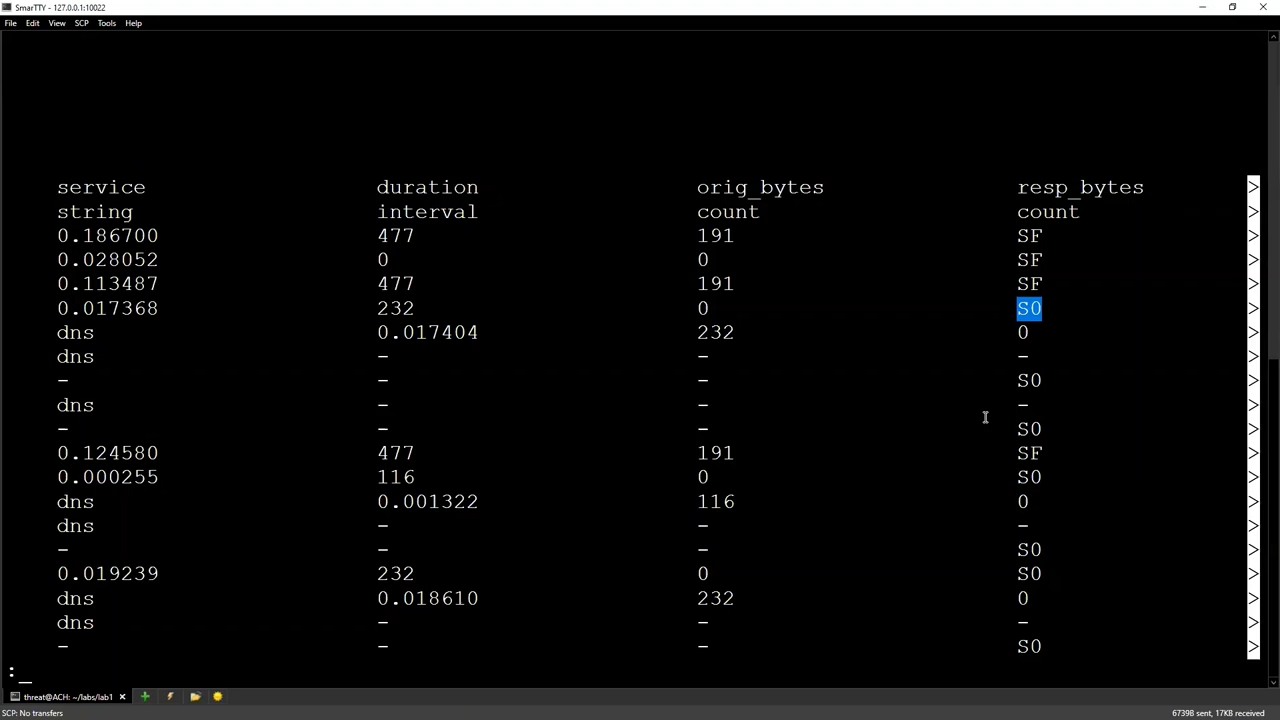 SmarTTY - 127.0.0.1:10022
File Edit View SCP Tools Help
service duration orig_bytes resp_bytes >
string interval count count >
0.186700 477 191 SF >
0.028052 0 0 SF >
0.113487 477 191 SF >
0.017368 232 0 S0 >
dns 0.017404 232 0 >
dns - - - >
- - - S0 >
dns - - - >
- - - S0 >
0.124580 477 191 SF >
0.000255 116 0 S0 >
dns 0.001322 116 0 >
dns - - - >
- - - S0 >
0.019239 232 0 S0 >
dns 0.018610 232 0 >
dns - - - >
- - - S0 >
:_
threat@ACH: ~/labs/lab1
SCP: No transfers 6739B sent, 17KB received